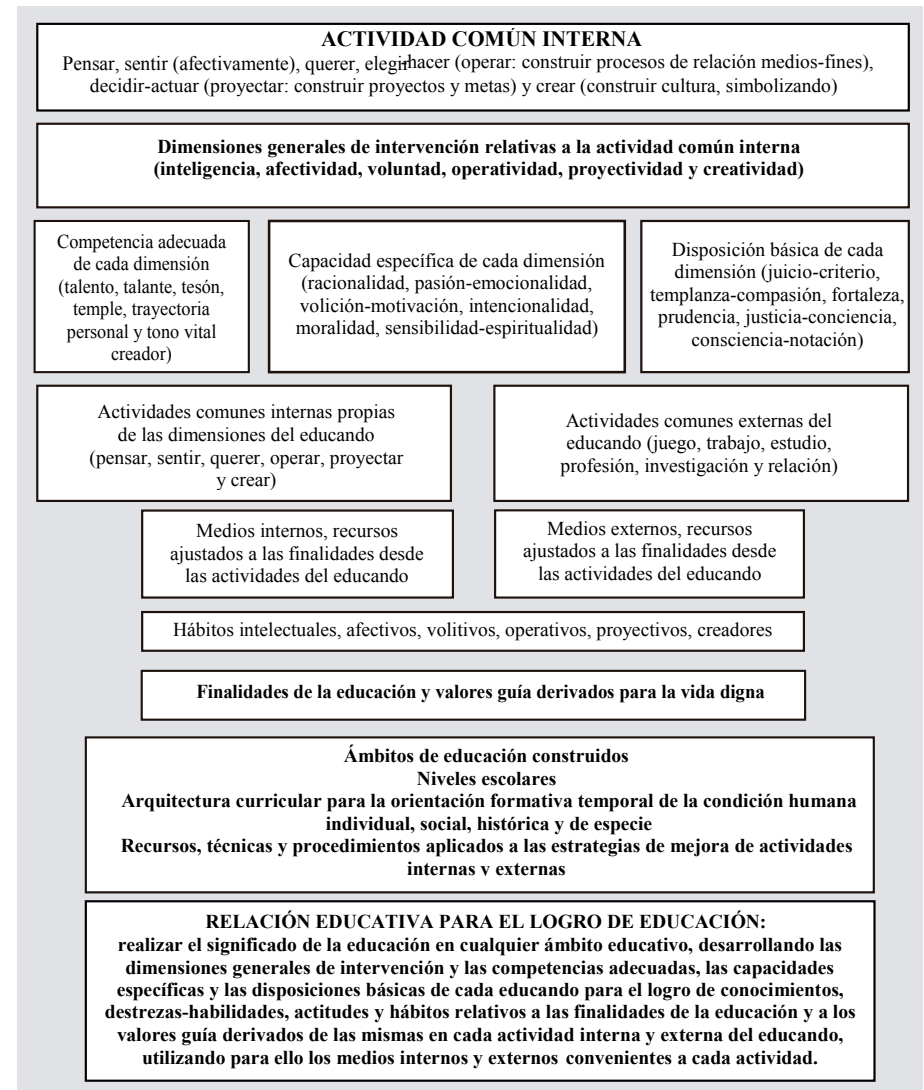 ACTIVIDAD COMÚN INTERNA
Pensar, sentir (afectivamente), querer, elegir-hacer (operar: construir procesos de relación medios-fines),
decidir-actuar (proyectar: construir proyectos y metas) y crear (construir cultura, simbolizando)
Dimensiones generales de intervención relativas a la actividad común interna
(inteligencia, afectividad, voluntad, operatividad, proyectividad y creatividad)
Competencia adecuada
de cada dimensión
(talento, talante, tesón,
temple, trayectoria
personal y tono vital
creador)
Capacidad específica de cada dimensión
(racionalidad, pasión-emocionalidad,
volición-motivación, intencionalidad,
moralidad, sensibilidad-espiritualidad)
Disposición básica de cada
dimensión (juicio-criterio,
templanza-compasión, fortaleza,
prudencia, justicia-conciencia,
consciencia-notación)
Actividades comunes internas propias
de las dimensiones del educando
(pensar, sentir, querer, operar, proyectar
y crear)
Actividades comunes externas del
educando (juego, trabajo, estudio,
profesión, investigación y relación)
Medios internos, recursos
ajustados a las finalidades desde
las actividades del educando
Medios externos, recursos
ajustados a las finalidades desde
las actividades del educando
Hábitos intelectuales, afectivos, volitivos, operativos, proyectivos, creadores
Finalidades de la educación y valores guía derivados para la vida digna
Ámbitos de educación construidos
Niveles escolares
Arquitectura curricular para la orientación formativa temporal de la condición humana
individual, social, histórica y de especie
Recursos, técnicas y procedimientos aplicados a las estrategias de mejora de actividades
internas y externas
RELACIÓN EDUCATIVA PARA EL LOGRO DE EDUCACIÓN:
realizar el significado de la educación en cualquier ámbito educativo, desarrollando las
dimensiones generales de intervención y las competencias adecuadas, las capacidades
específicas y las disposiciones básicas de cada educando para el logro de conocimientos,
destrezas-habilidades, actitudes y hábitos relativos a las finalidades de la educación y a los
valores guía derivados de las mismas en cada actividad interna y externa del educando,
utilizando para ello los medios internos y externos convenientes a cada actividad.